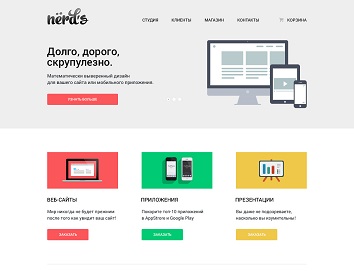 nёrd's
СТУДИЯ КЛИЕНТЫ МАГАЗИН КОНТАКТЫ КОРЗИНА
Долго, дорого,
скрупулезно.
Математически выверенный дизайн
для вашего сайта или мобильного приложения.
УЗНАТЬ БОЛЬШЕ
ВЕБ-САЙТЫ ПРИЛОЖЕНИЯ ПРЕЗЕНТАЦИИ
Мир никогда не будет прежним
после того как увидит ваш сайт!
ЗАКАЗАТЬ
Покорите топ-10 приложений
в AppStore и Google Play
ЗАКАЗАТЬ
Вы даже не подозреваете,
насколько вы изумительны!
ЗАКАЗАТЬ